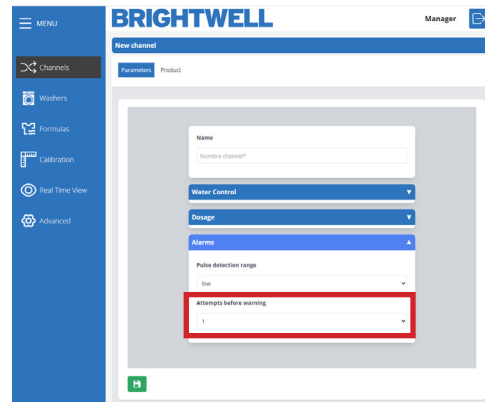 MENU
BRIGHTWELL
Manager
New channel
Channels
Parameters Product
Washers
Formulas
Name
Nombre channel*
Calibration
Real Time View
Water Control
Dosage
Advanced
Alarms
Pulse detection range
low
Attempts before warning
1